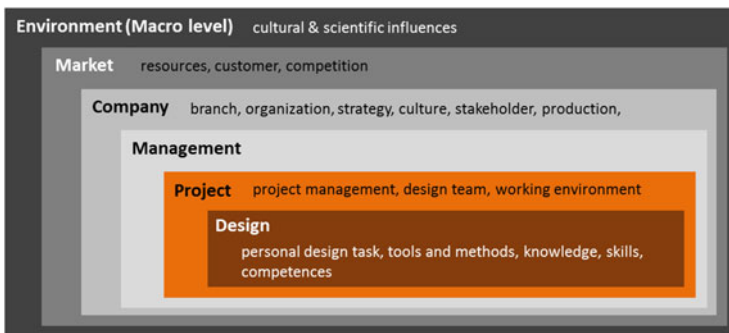 Environment (Macro level) cultural & scientific influences
Market resources, customer, competition
Company branch, organization, strategy, culture, stakeholder, production,
Management
Project project management, design team, working environment
Design
personal design task, tools and methods, knowledge, skills,
competences